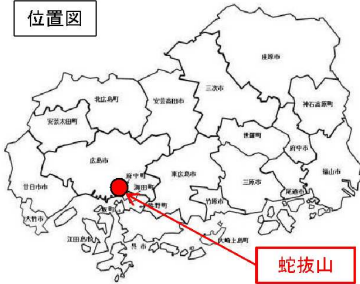 位置図
庄原市
三次市
北広島町
安芸高田市
神石高原町
安芸太田町
世羅町
府中市
広島市
府中町
海田町
東広島市
三原市
尾道市
福山市
廿日市市
竹原市
坂町
熊野町
大竹市
江田島市
呉市
大崎上島町
蛇抜山